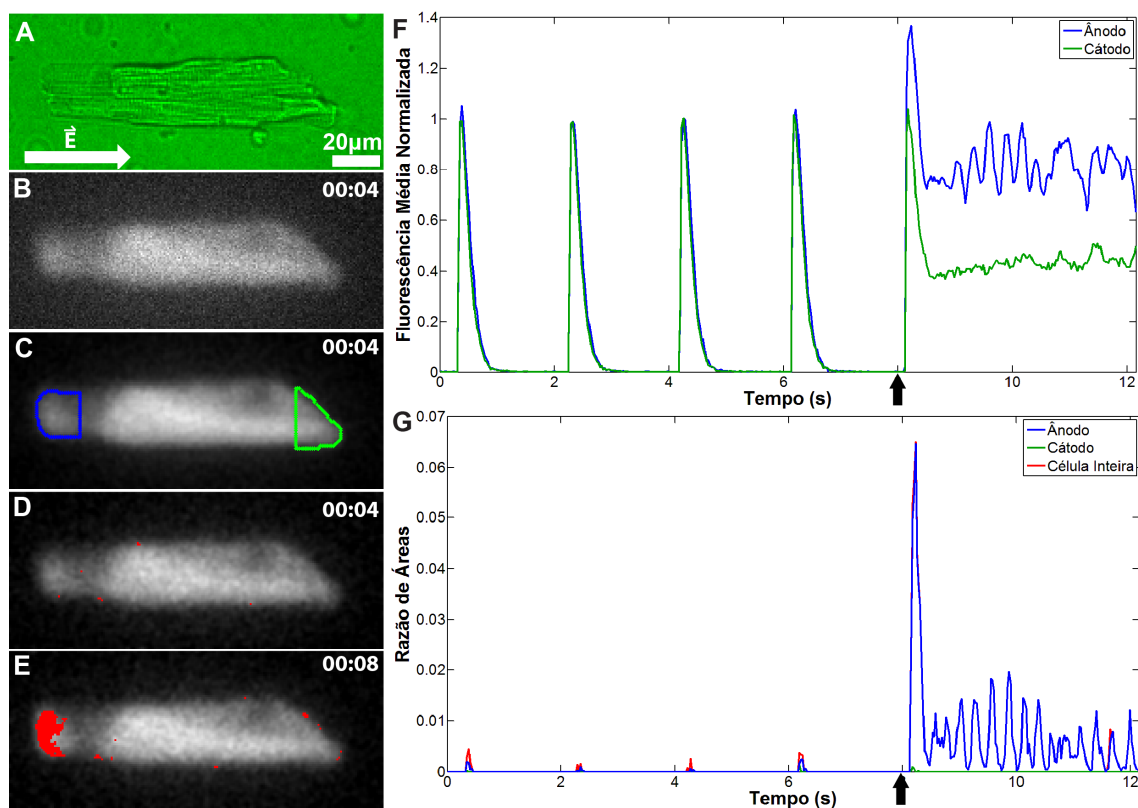 A
E
20µm
B
00:04
C
00:04
D
00:04
E
00:08
F
Fluorescência Média Normalizada
1.4
1.2
1
0.8
0.6
0.4
0.2
0
0
2
4
6
8
10
12
Tempo (s)
Ânodo
Cátodo
G
Razão de Áreas
0.07
0.06
0.05
0.04
0.03
0.02
0.01
0
0
2
4
6
8
10
12
Tempo (s)
Ânodo
Cátodo
Célula Inteira